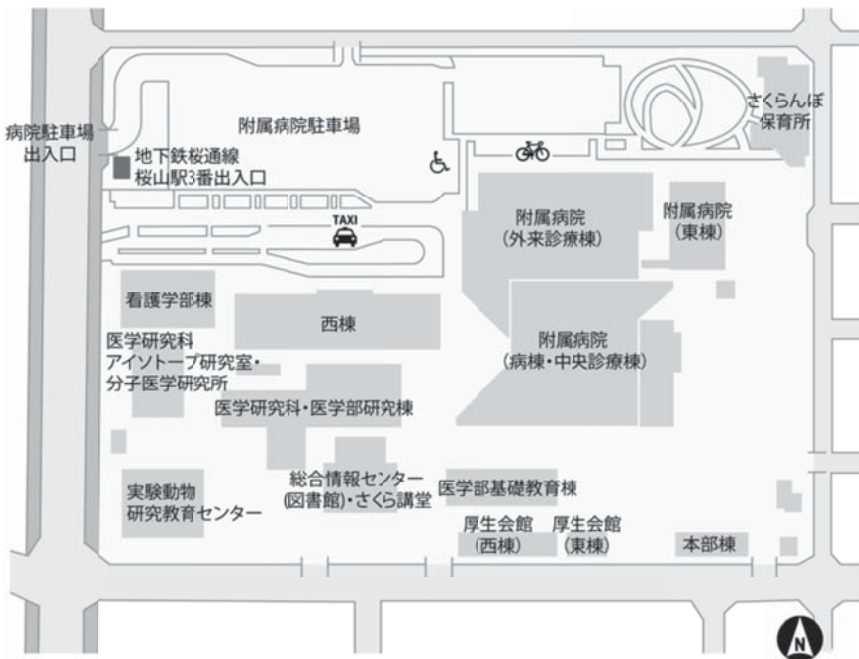 病院駐車場
出入口
附属病院駐車場
地下鉄桜通線
桜山駅3番出入口
TAXI
さくらんぼ
保育所
附属病院
(外来診療棟)
附属病院
(東棟)
看護学部棟
西棟
附属病院
(病棟・中央診療棟)
医学研究科
アイソトープ研究室・
分子医学研究所
医学研究科・医学部研究棟
実験動物
研究教育センター
総合情報センター
(図書館)・さくら講堂
医学部基礎教育棟
厚生会館
(西棟)
厚生会館
(東棟)
本部棟
N